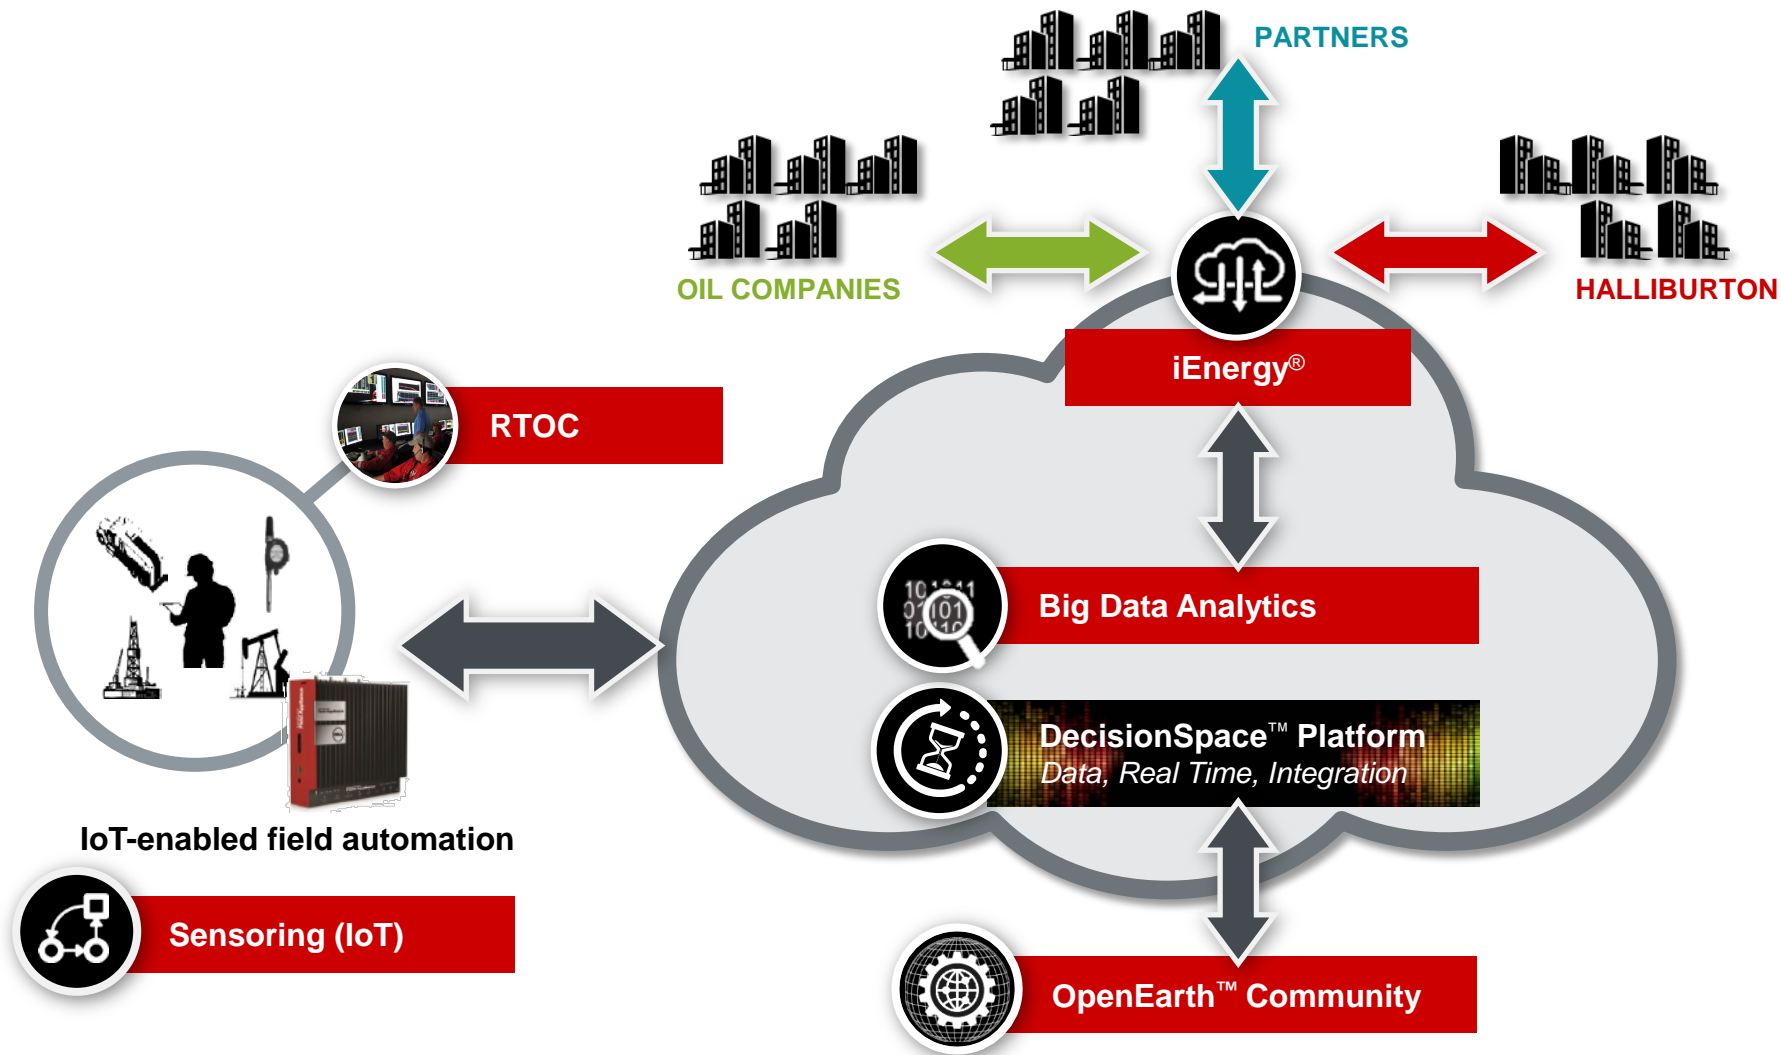 PARTNERS
OIL COMPANIES
HALLIBURTON
iEnergy®
RTOC
Big Data Analytics
DecisionSpace™ Platform
Data, Real Time, Integration
IoT-enabled field automation
Sensoring (IoT)
OpenEarth™ Community